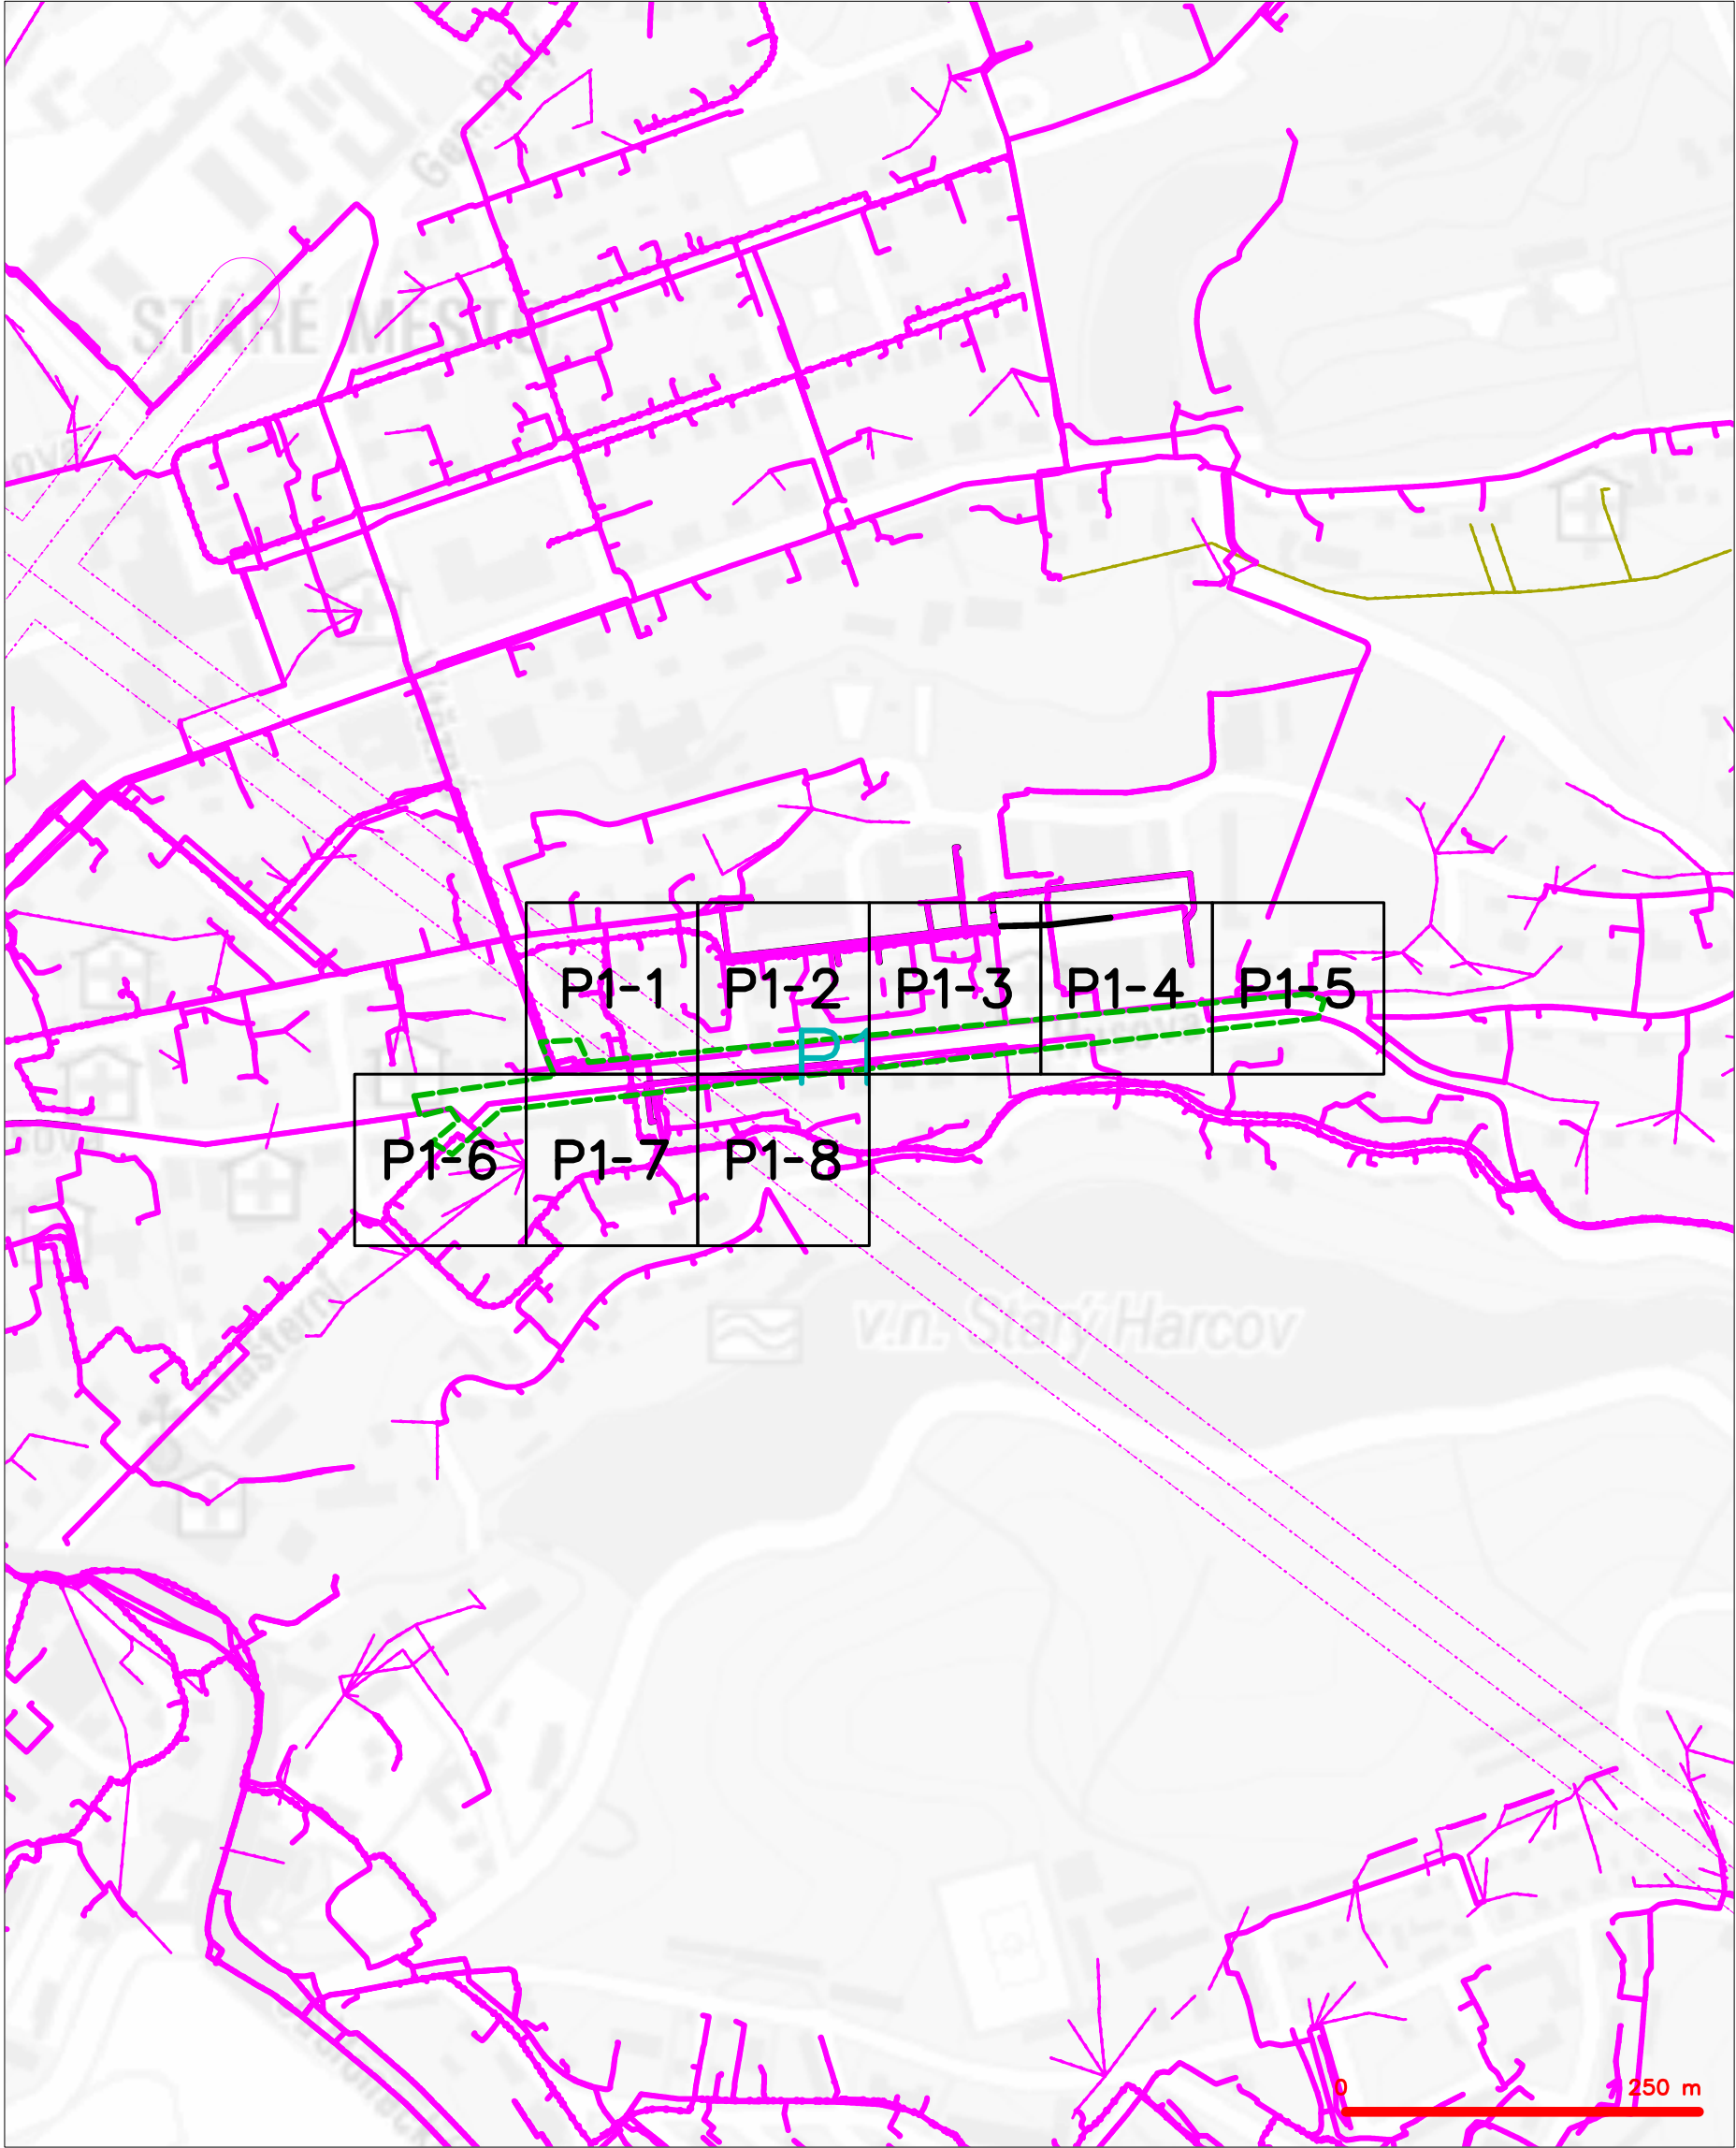 STARÉ MĚSTO
P1-1
P1-2
P1-3
P1-4
P1-5
P1
P1-6
P1-7
P1-8
v.n. Starý Harcov
Klášterní
0
250 m